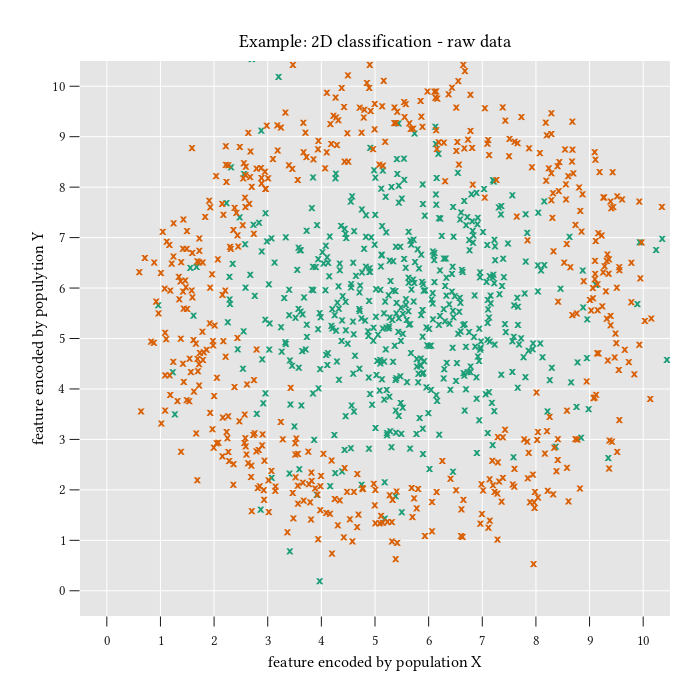 Example: 2D classification - raw data
feature encoded by populytion Y
10
9
8
7
6
5
4
3
2
1
0
0 1 2 3 4 5 6 7 8 9 10
feature encoded by population X